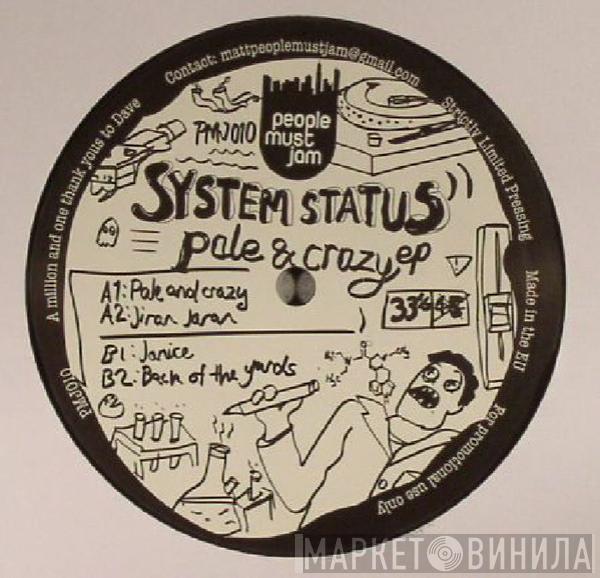 Contact: mattpeoplemustjam@gmail.com
Strictly Limited Pressing
Made in the EU
For promotional use only
PMJ010
A million and one thank yous to Dave
PMJ010
people
must
jam
SYSTEM STATUS
pale & crazy ep
A1: Pale and crazy
A2: Jiran Jaran
33
B1: Janice
B2: Back of the yards
МАРКЕТ ВИНИЛА